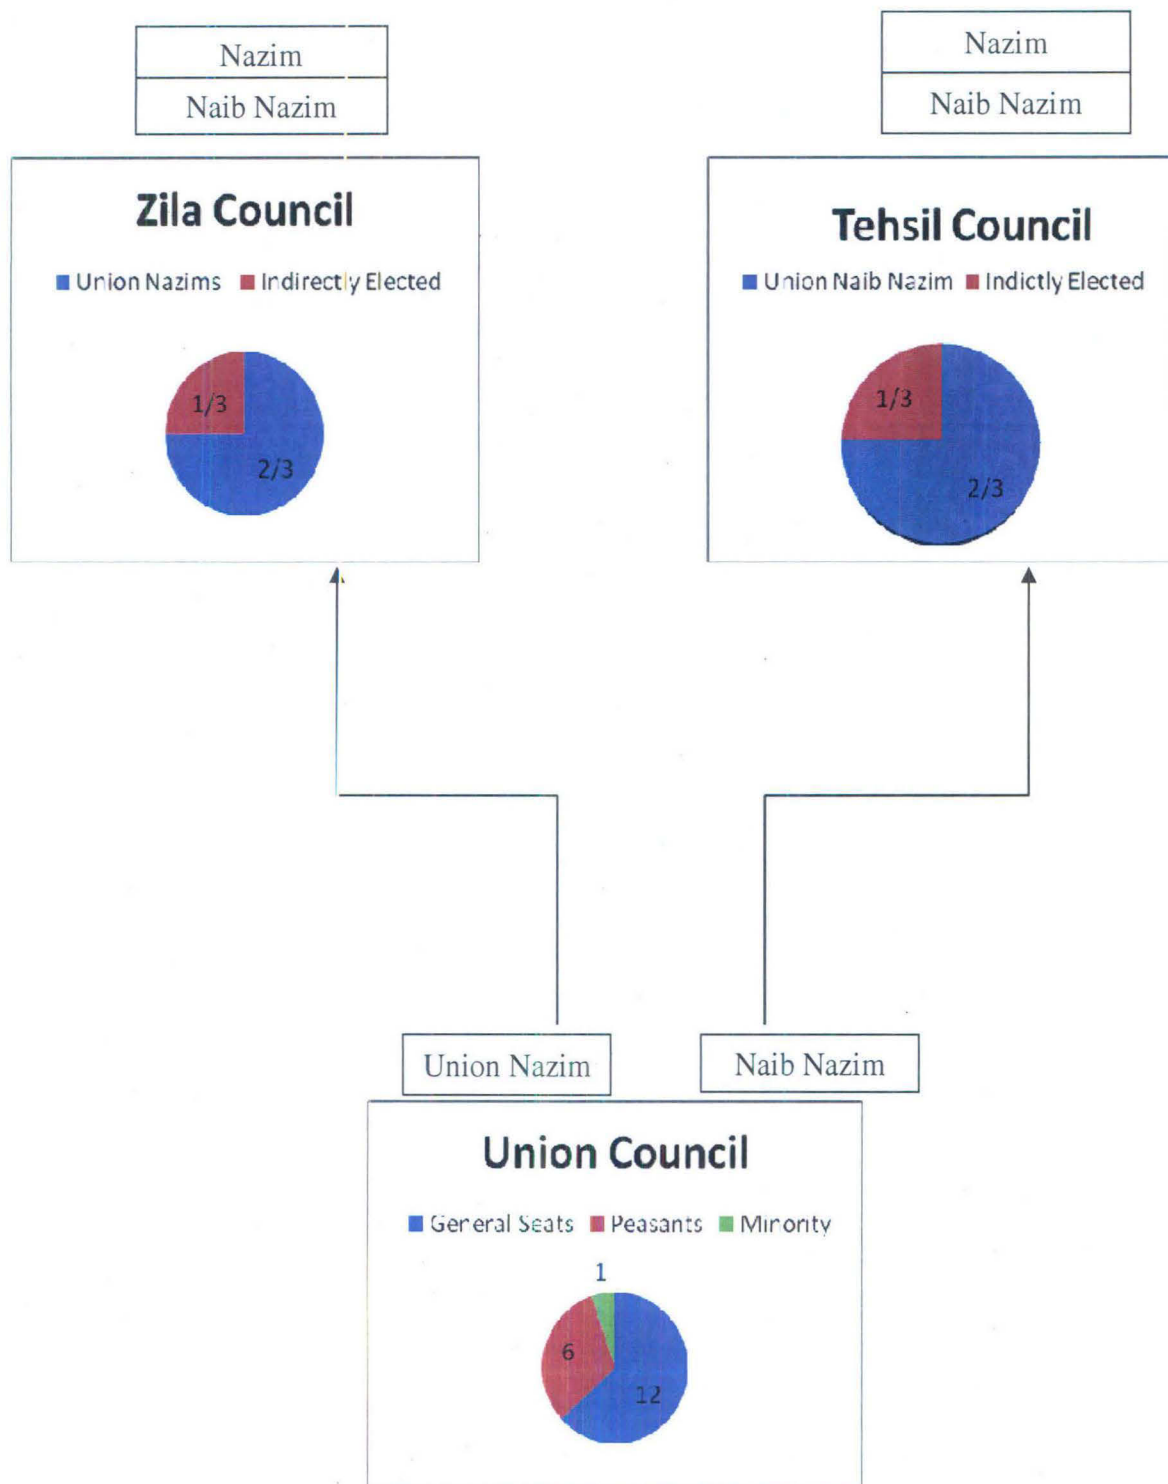 Nazim
Naib Nazim
Nazim
Naib Nazim
Zila Council
Union Nazims Indirectly Elected
1/3
2/3
Tehsil Council
Union Naib Nazim Indictly Elected
1/3
2/3
Union Nazim
Naib Nazim
Union Council
General Seats Peasants Minority
1
6
12